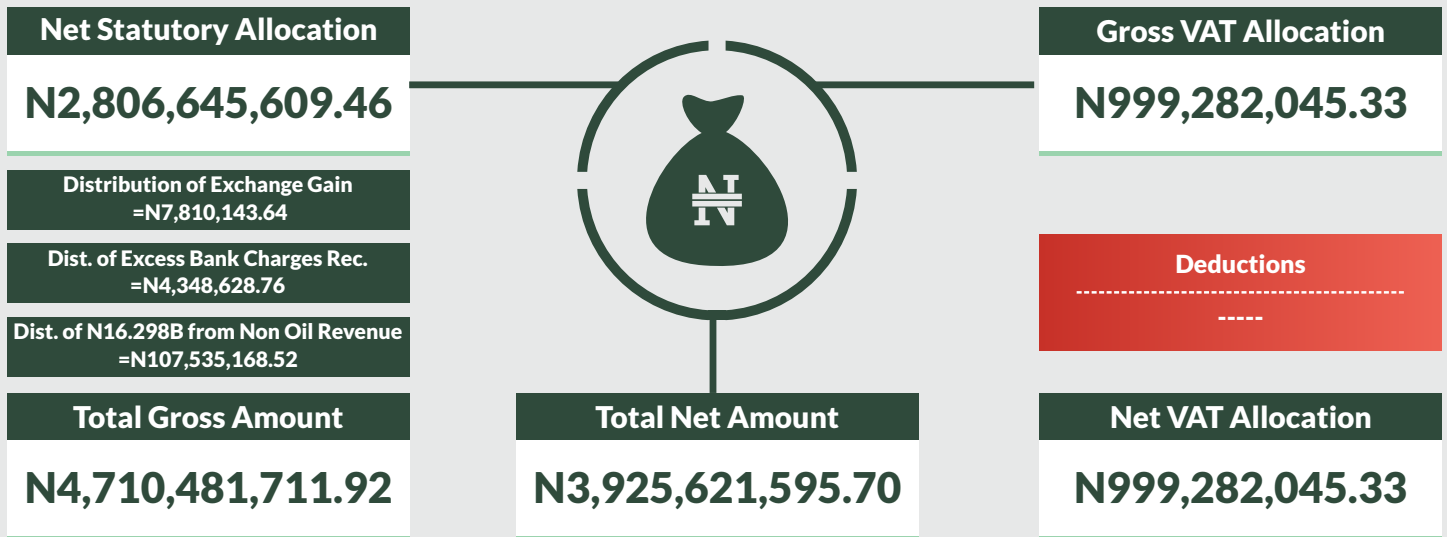 Net Statutory Allocation
N2,806,645,609.46
Distribution of Exchange Gain
=N7,810,143.64
Dist. of Excess Bank Charges Rec.
=N4,348,628.76
Dist. of N16.298B from Non Oil Revenue
=N107,535,168.52
Total Gross Amount
N4,710,481,711.92
₦
Total Net Amount
N3,925,621,595.70
Gross VAT Allocation
N999,282,045.33
Deductions
--------------------------------------------
-----
Net VAT Allocation
N999,282,045.33